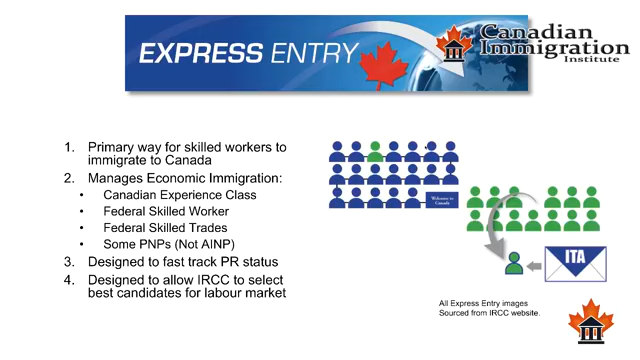 EXPRESS ENTRY
Canadian
Immigration
Institute
1. Primary way for skilled workers to
immigrate to Canada
2. Manages Economic Immigration:
• Canadian Experience Class
• Federal Skilled Worker
• Federal Skilled Trades
• Some PNPs (Not AINP)
3. Designed to fast track PR status
4. Designed to allow IRCC to select
best candidates for labour market
Welcome to
Canada
ITA
All Express Entry images
Sourced from IRCC website.